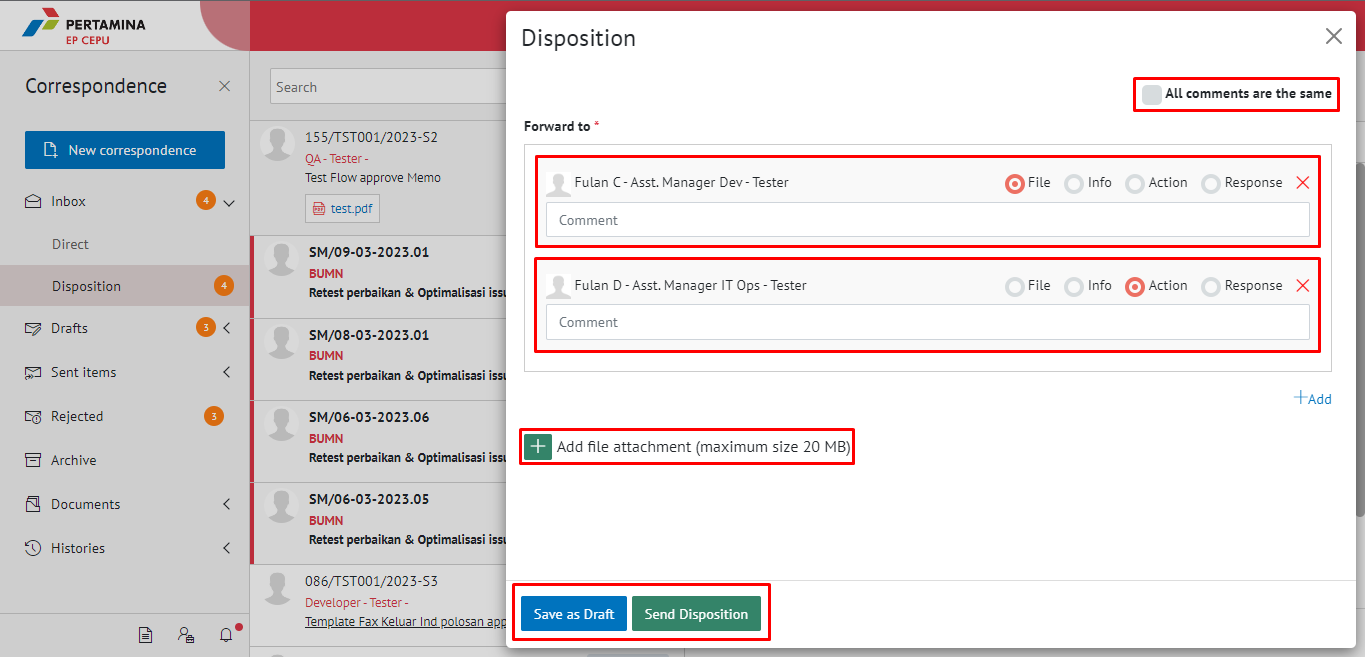 PERTAMINA
EP CEPU
Correspondence
New correspondence
Inbox 4
Direct
Disposition 4
Drafts 3
Sent items
Rejected 3
Archive
Documents
Histories
Search
155/TST001/2023-S2
QA - Tester -
Test Flow approve Memo
test.pdf
SM/09-03-2023.01
BUMN
Retest perbaikan & Optimalisasi issu
SM/08-03-2023.01
BUMN
Retest perbaikan & Optimalisasi issu
SM/06-03-2023.06
BUMN
Retest perbaikan & Optimalisasi issu
SM/06-03-2023.05
BUMN
Retest perbaikan & Optimalisasi issu
086/TST001/2023-S3
Developer - Tester -
Template Fax Keluar Ind polosan app
Disposition
All comments are the same
Forward to *
Fulan C - Asst. Manager Dev - Tester File Info Action Response
Comment
Fulan D - Asst. Manager IT Ops - Tester File Info Action Response
Comment
Add
Add file attachment (maximum size 20 MB)
Save as Draft Send Disposition